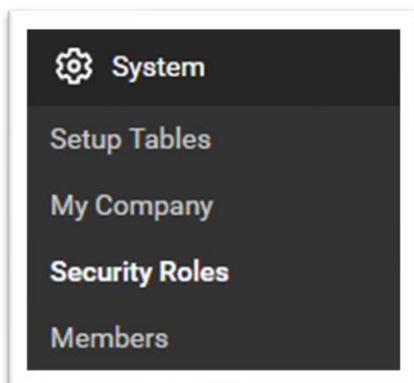 System
Setup Tables
My Company
Security Roles
Members